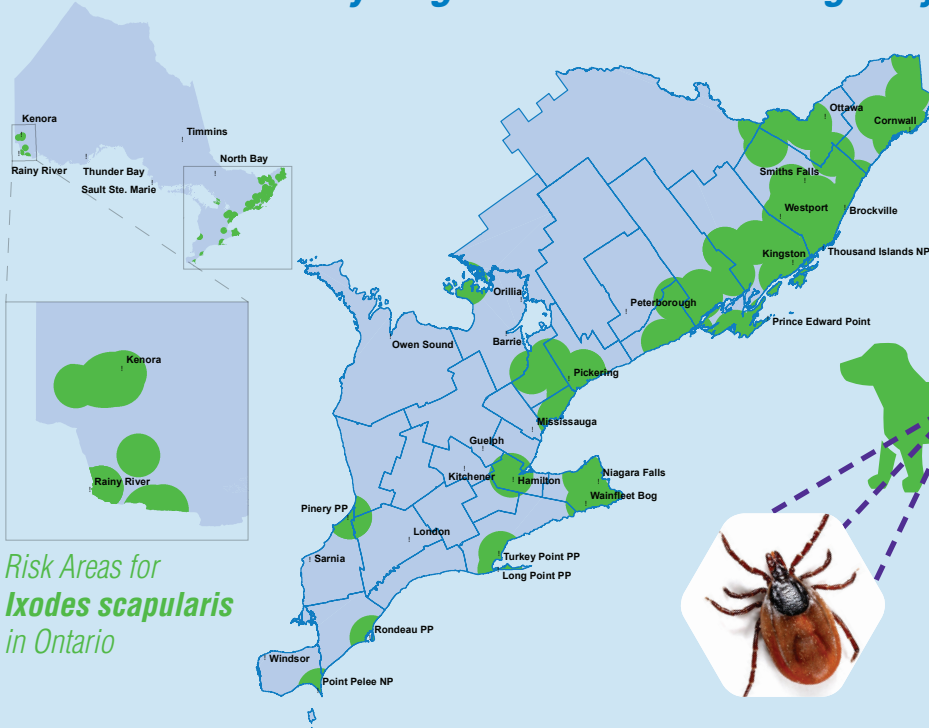 Kenora
Timmins
North Bay
Rainy River
Thunder Bay
Sault Ste. Marie
Kenora
Rainy River
Risk Areas for
Ixodes scapularis
in Ontario
Ottawa
Cornwall
Smiths Falls
Westport
Brockville
Kingston
Thousand Islands NP
Orillia
Peterborough
Prince Edward Point
Owen Sound
Barrie
Pickering
Mississauga
Guelph
Kitchener
Hamilton
Niagara Falls
Wainfleet Bog
Pinery PP
London
Sarnia
Turkey Point PP
Long Point PP
Rondeau PP
Windsor
Point Pelee NP